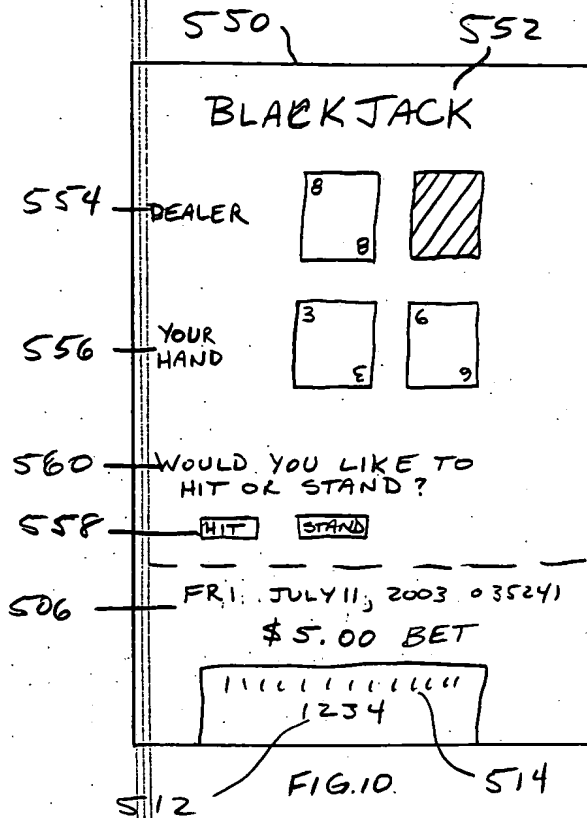 550
552
BLACKJACK
554 DEALER 8 8
556 YOUR HAND 3 3 6 6
560 WOULD YOU LIKE TO
HIT OR STAND?
558 HIT STAND
506 FRI. JULY 11, 2003 035241
$5.00 BET
1234
512 FIG.10. 514